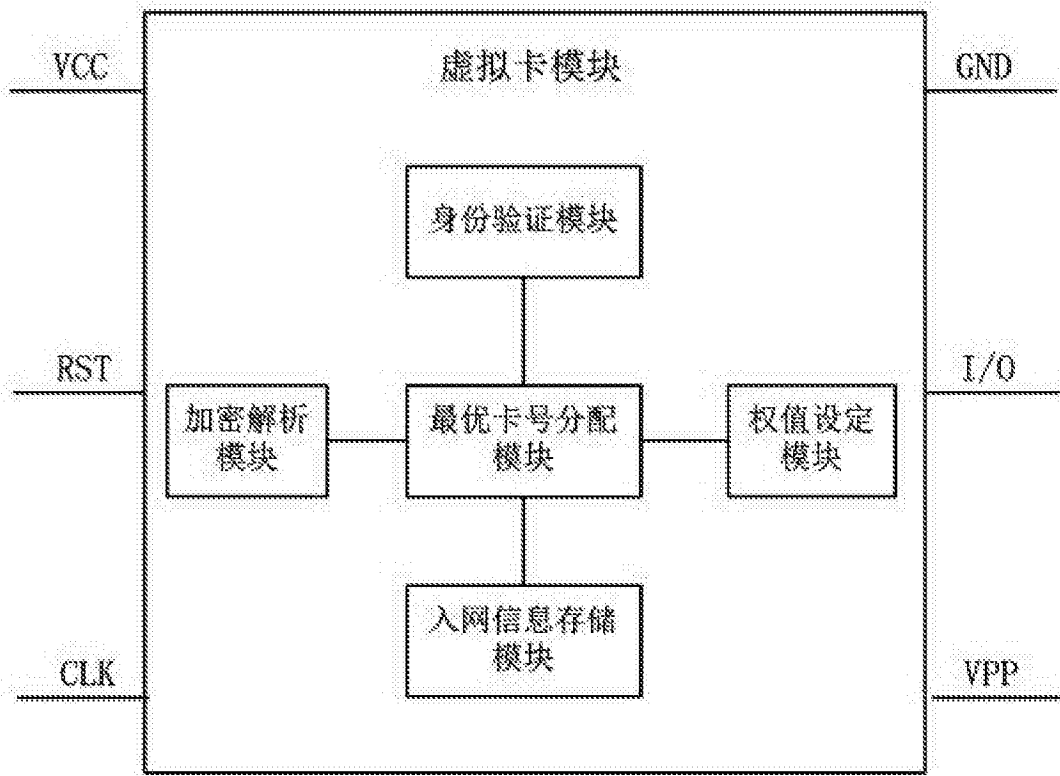 VCC
虚拟卡模块
GND
身份验证模块
RST
I/O
加密解析
模块
最优卡号分配
模块
权值设定
模块
入网信息存储
模块
CLK
VPP